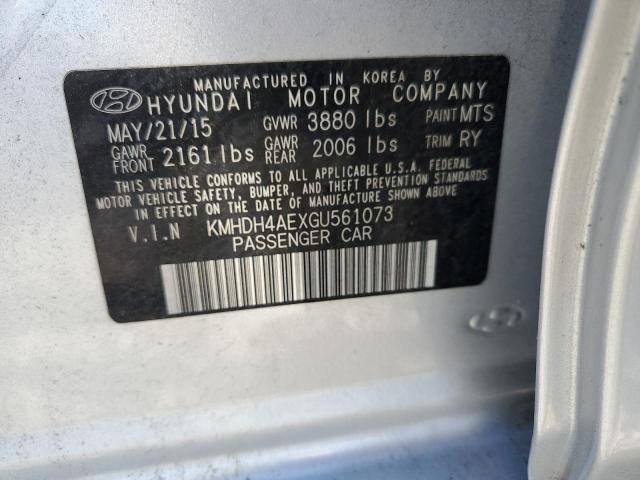 MANUFACTURED IN KOREA BY
HYUNDAI MOTOR COMPANY
MAY/21/15 GVWR 3880 lbs PAINT MTS
GAWR FRONT 2161 lbs GAWR REAR 2006 lbs TRIM RY
THIS VEHICLE CONFORMS TO ALL APPLICABLE U.S.A. FEDERAL
MOTOR VEHICLE SAFETY, BUMPER, AND THEFT PREVENTION STANDARDS
IN EFFECT ON THE DATE OF MANUFACTURE SHOWN ABOVE.
V.I.N KMHDH4AEXGU561073
PASSENGER CAR